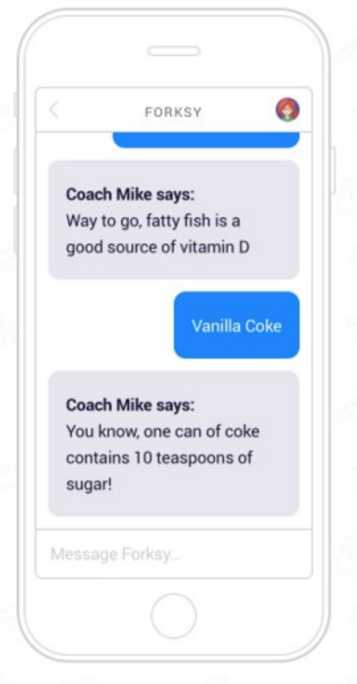 FORKSY
Coach Mike says:
Way to go, fatty fish is a
good source of vitamin D
Vanilla Coke
Coach Mike says:
You know, one can of coke
contains 10 teaspoons of
sugar!
Message Forksy...